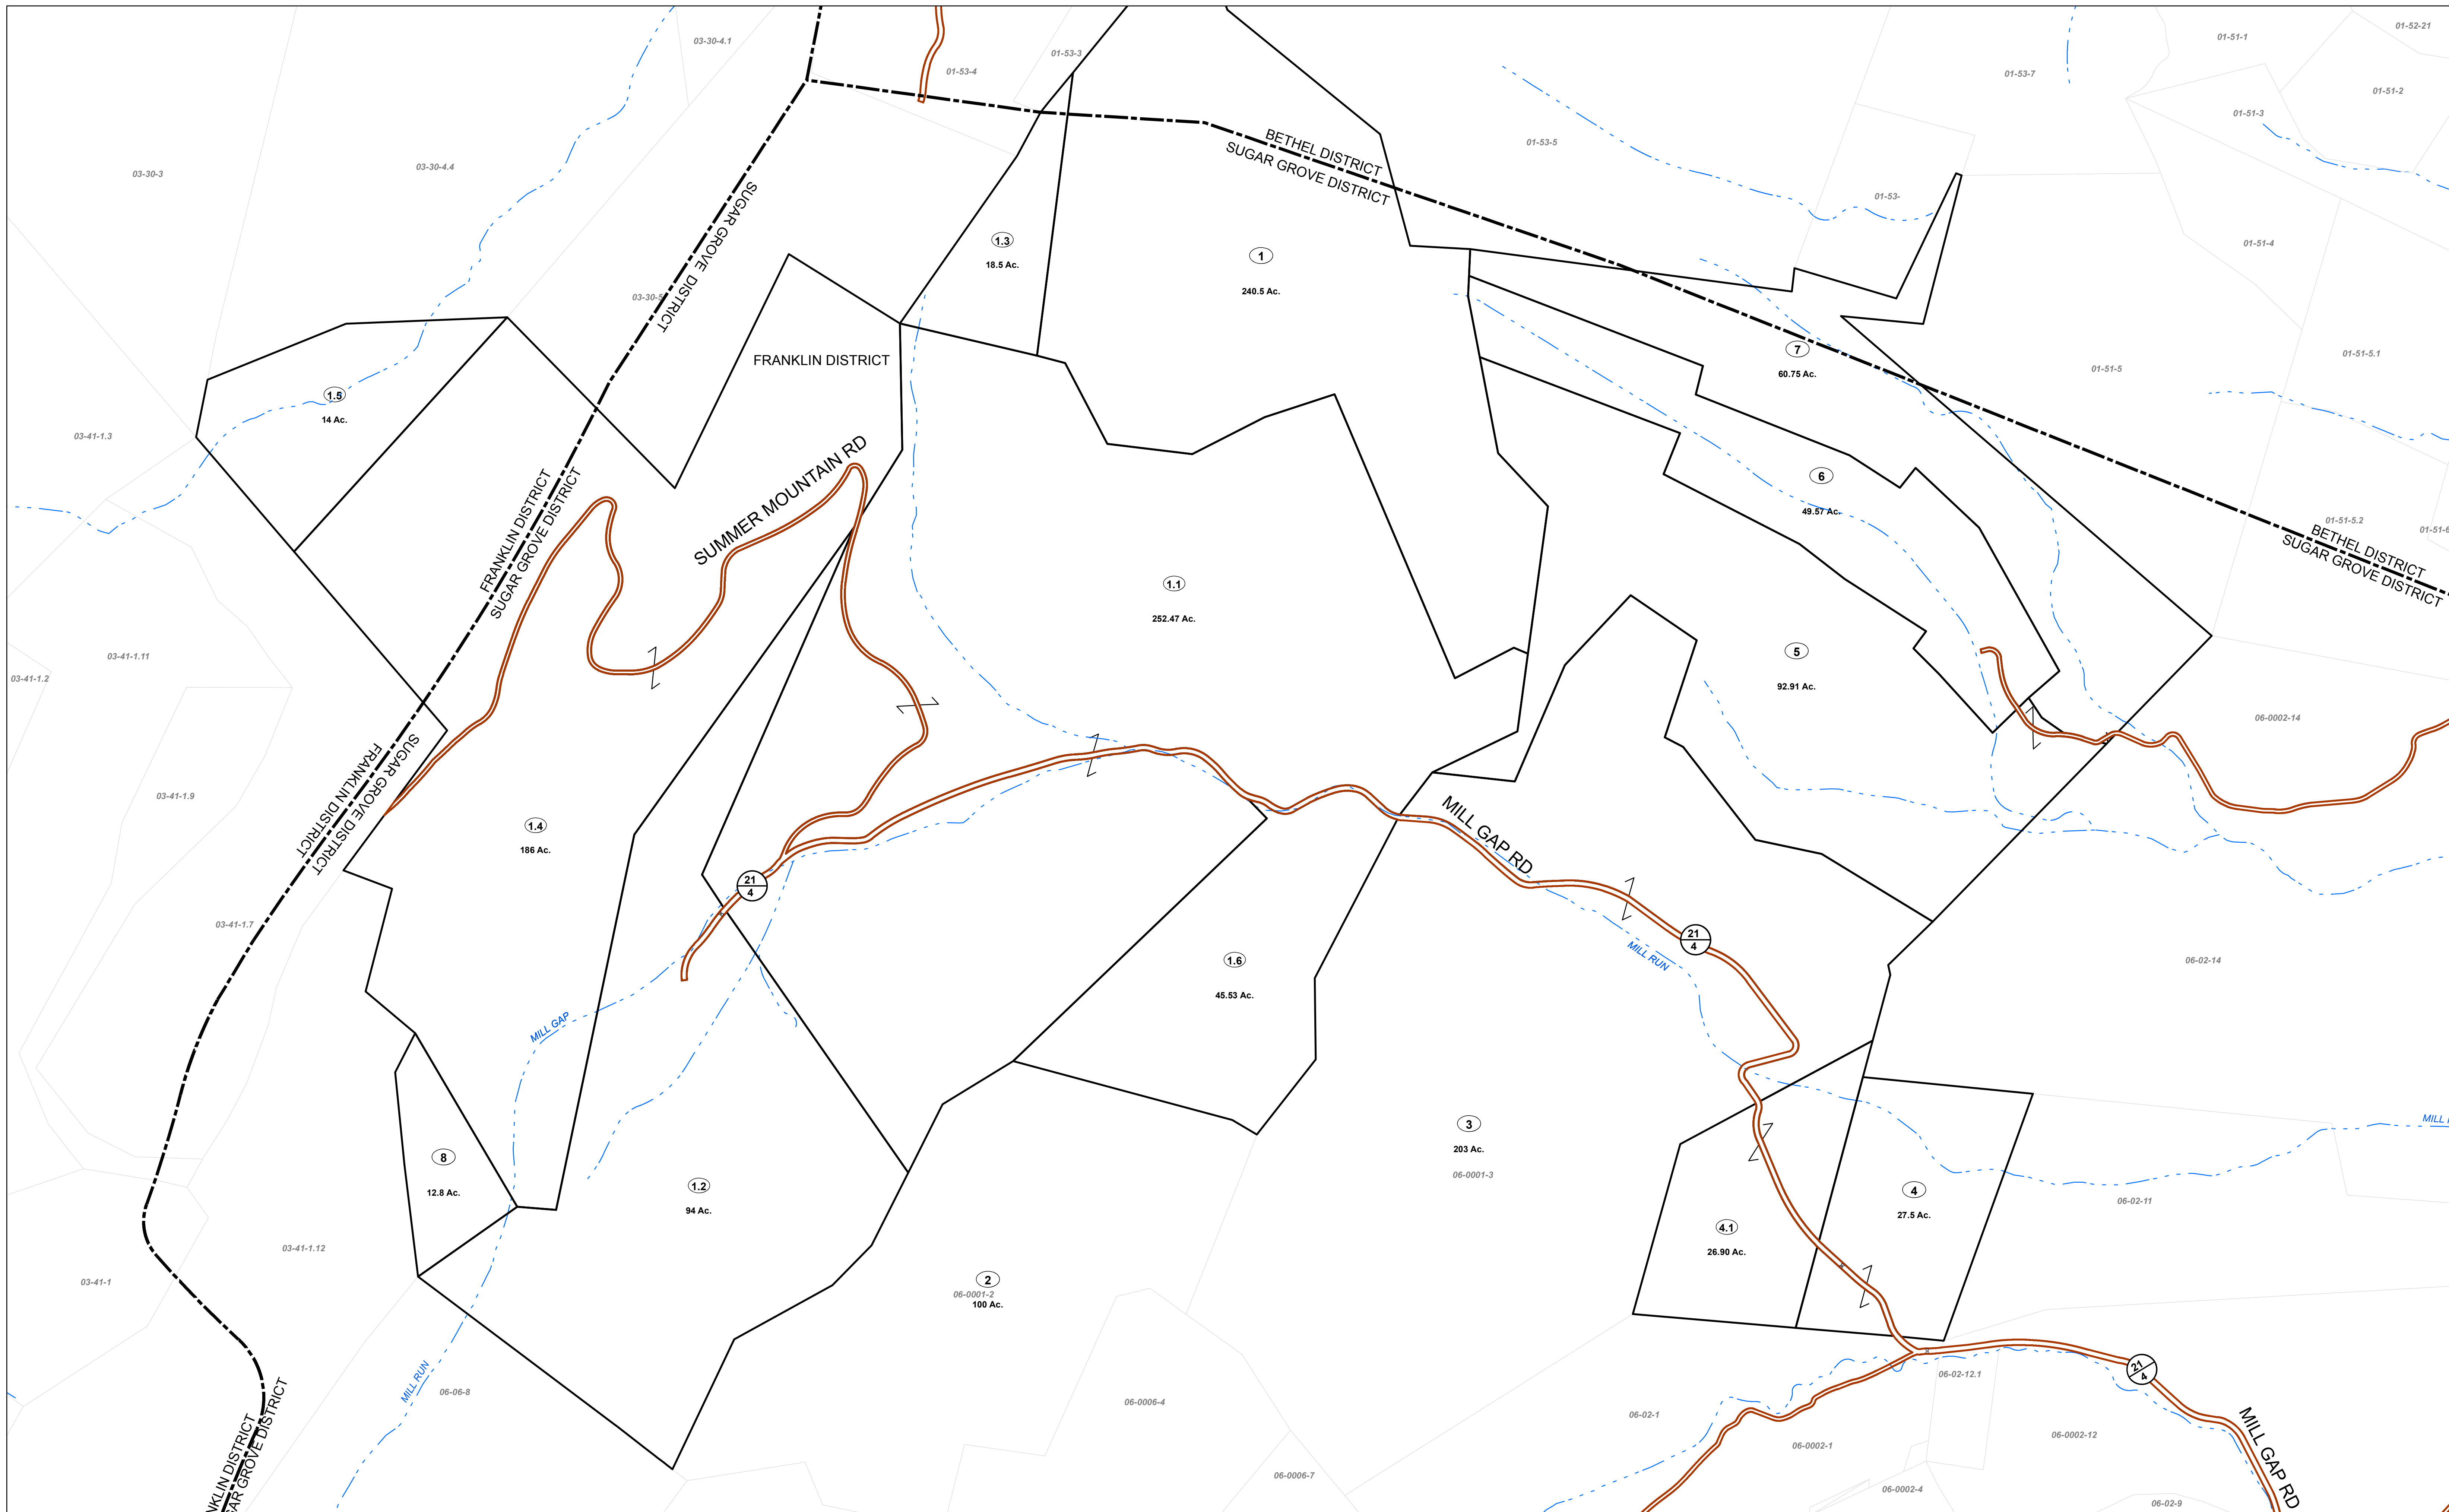 03-30-4.1
01-53-4
01-53-3
01-53-7
01-51-1
01-52-21
01-51-2
01-51-3
03-30-3
03-30-4.4
01-53-5
BETHEL DISTRICT
SUGAR GROVE DISTRICT
01-53-
SUGAR GROVE DISTRICT
1.3
18.5 Ac.
1
240.5 Ac.
01-51-4
03-30-5
FRANKLIN DISTRICT
7
60.75 Ac.
01-51-5
01-51-5.1
1.5
14 Ac.
03-41-1.3
SUMMER MOUNTAIN RD
6
49.57 Ac.
FRANKLIN DISTRICT
SUGAR GROVE DISTRICT
01-51-5.2
01-51-6
BETHEL DISTRICT
SUGAR GROVE DISTRICT
1.1
252.47 Ac.
03-41-1.11
03-41-1.2
5
92.91 Ac.
06-0002-14
SUGAR GROVE DISTRICT
FRANKLIN DISTRICT
03-41-1.9
1.4
186 Ac.
MILL GAP RD
21
4
03-41-1.7
21
4
MILL RUN
1.6
45.53 Ac.
06-02-14
MILL GAP
3
203 Ac.
06-0001-3
MILL
8
12.8 Ac.
1.2
94 Ac.
4
27.5 Ac.
06-02-11
4.1
26.90 Ac.
03-41-1.12
03-41-1
2
06-0001-2
100 Ac.
21
4
MILL RUN
06-06-8
06-0006-4
06-02-12.1
06-02-1
06-0002-1
06-0002-12
MILL GAP RD
NKLIN DISTRICT
GAR GROVE DISTRICT
06-0006-7
06-0002-4
06-02-9